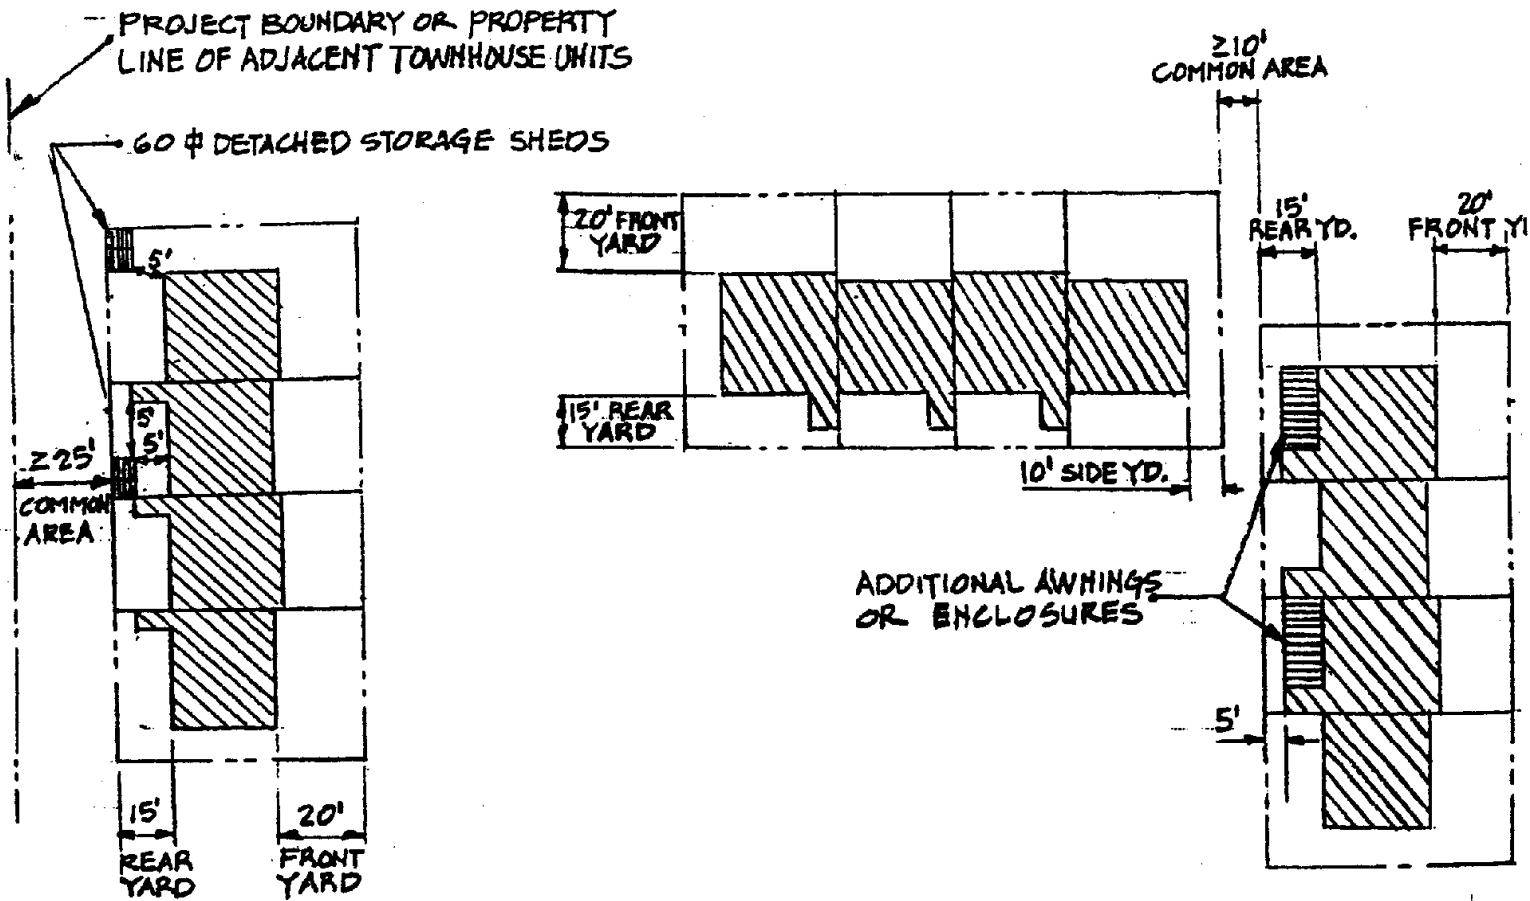 PROJECT BOUNDARY OR PROPERTY
LINE OF ADJACENT TOWNHOUSE UNITS
60 ⏍ DETACHED STORAGE SHEDS
5'
5'
5'
≥25'
COMMON
AREA
15'
REAR
YARD
20'
FRONT
YARD
20' FRONT
YARD
15' REAR
YARD
10' SIDE YD.
≥10'
COMMON AREA
15'
REAR YD.
20'
FRONT Y
ADDITIONAL AWNINGS
OR ENCLOSURES
5'